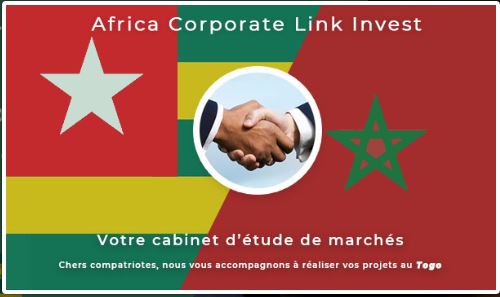 Africa Corporate Link Invest
Votre cabinet d'étude de marchés
Chers compatriotes, nous vous accompagnons à réaliser vos projets au Togo